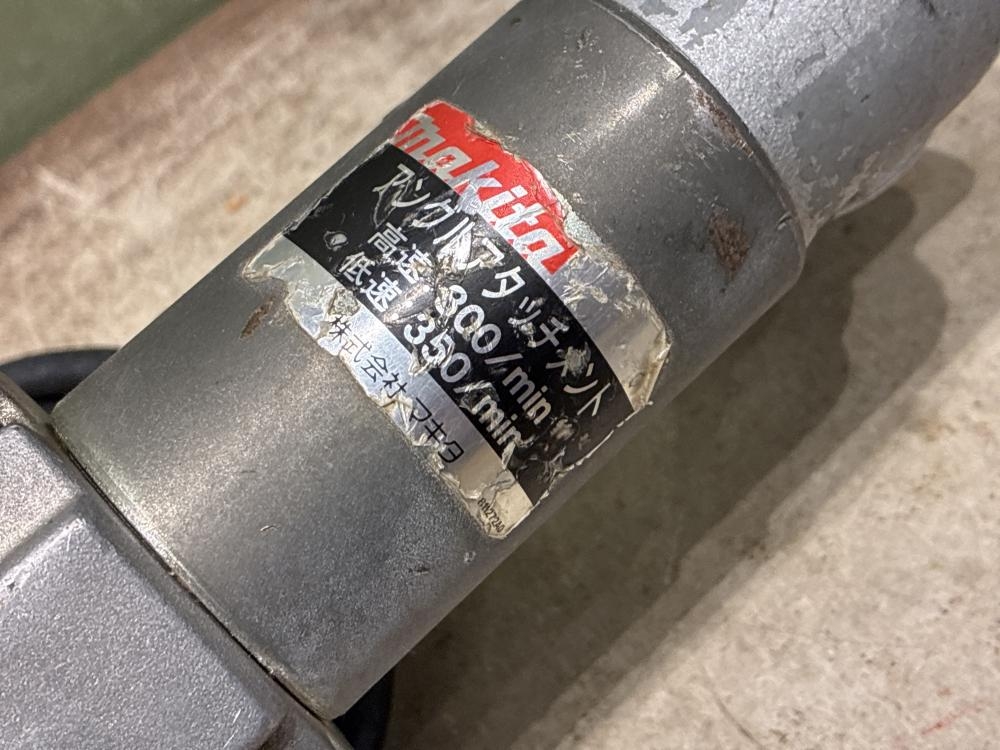 makita
アングルアタッチメント
高速 800/min
低速 350/min
株式会社 マキタ